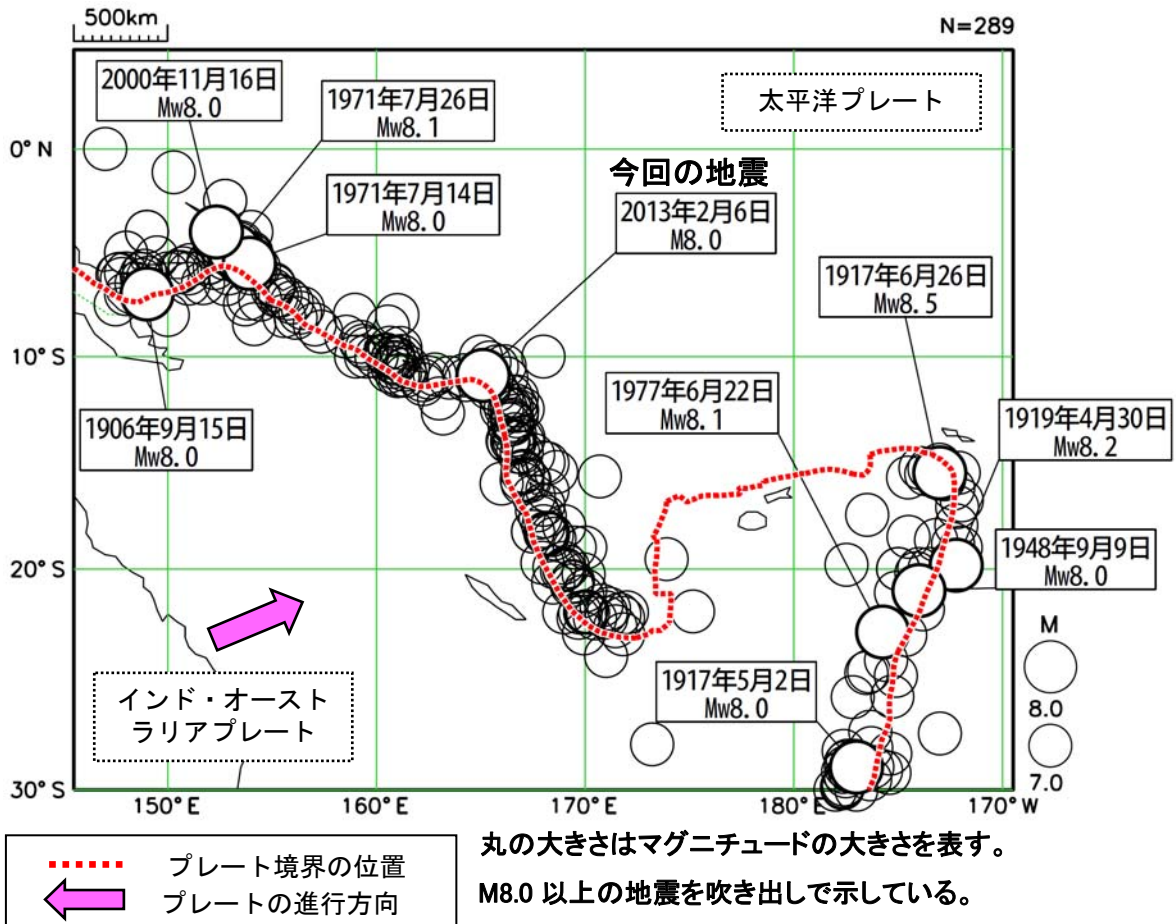 500km
N=289
2000年11月16日
Mw8.0
1971年7月26日
Mw8.1
太平洋プレート
0°N
今回の地震
1971年7月14日
Mw8.0
2013年2月6日
M8.0
1917年6月26日
Mw8.5
10°S
1977年6月22日
Mw8.1
1919年4月30日
Mw8.2
1906年9月15日
Mw8.0
1948年9月9日
Mw8.0
20°S
M
1917年5月2日
Mw8.0
インド・オースト
ラリアプレート
8.0
7.0
30°S
150°E
160°E
170°E
180°E
170°W
プレート境界の位置
プレートの進行方向
丸の大きさはマグニチュードの大きさを表す。
M8.0 以上の地震を吹き出しで示している。